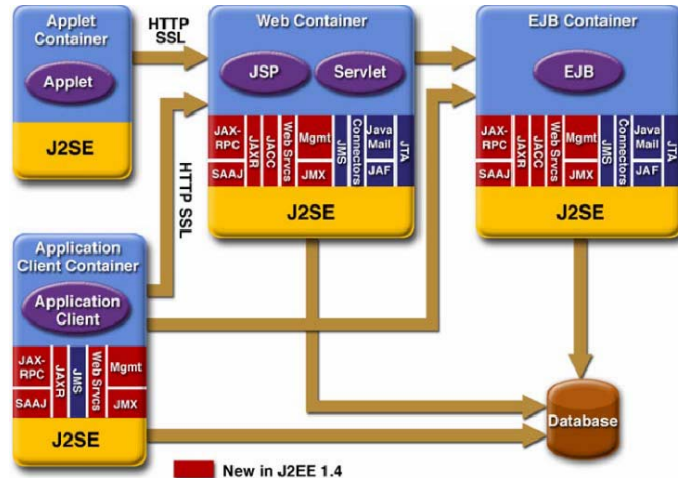 Applet
Container
Applet
J2SE
HTTP
SSL
Web Container
JSP
Servlet
JAX-
RPC
SAAJ
JAXR
JACC
Web Srvcs
Mgmt
JMX
JMS
Connectors
Java
Mail
JAF
JTA
J2SE
EJB Container
EJB
JAX-
RPC
SAAJ
JAXR
JACC
Web Srvcs
Mgmt
JMX
JMS
Connectors
Java
Mail
JAF
JTA
J2SE
HTTP SSL
Application
Client Container
Application
Client
JAX-
RPC
SAAJ
JAXR
JMS
Web Srvcs
Mgmt
JMX
J2SE
Database
New in J2EE 1.4